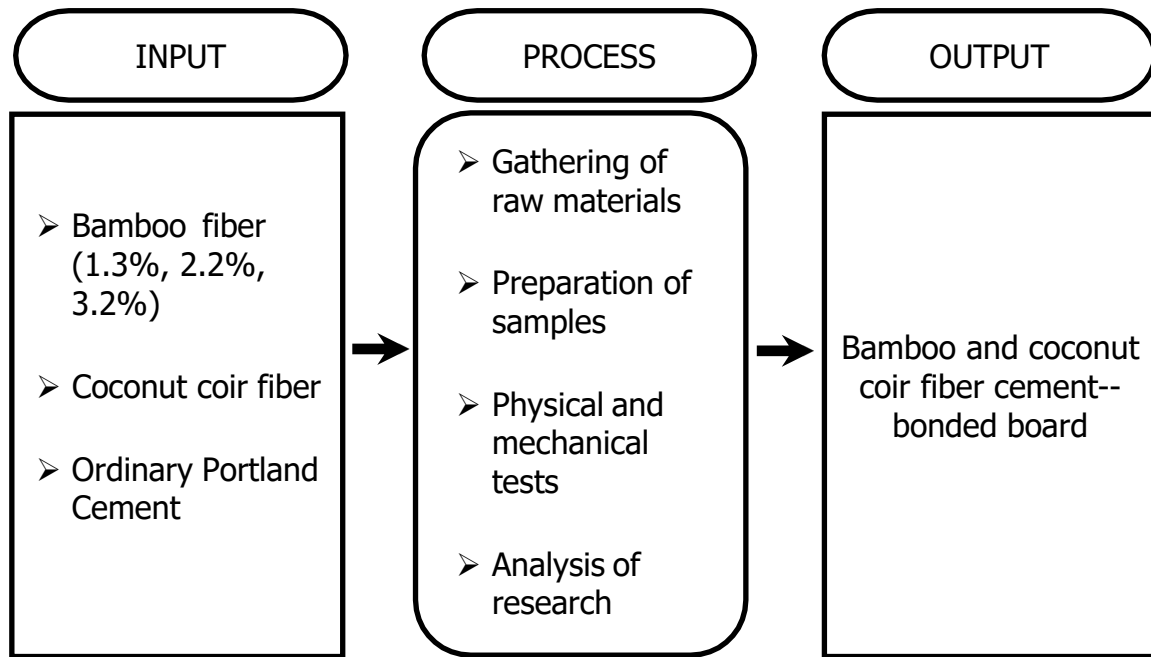 INPUT
➢ Bamboo fiber
(1.3%, 2.2%,
3.2%)
➢ Coconut coir fiber
➢ Ordinary Portland
Cement
PROCESS
➢ Gathering of
raw materials
➢ Preparation of
samples
➢ Physical and
mechanical
tests
➢ Analysis of
research
OUTPUT
Bamboo and coconut
coir fiber cement--
bonded board